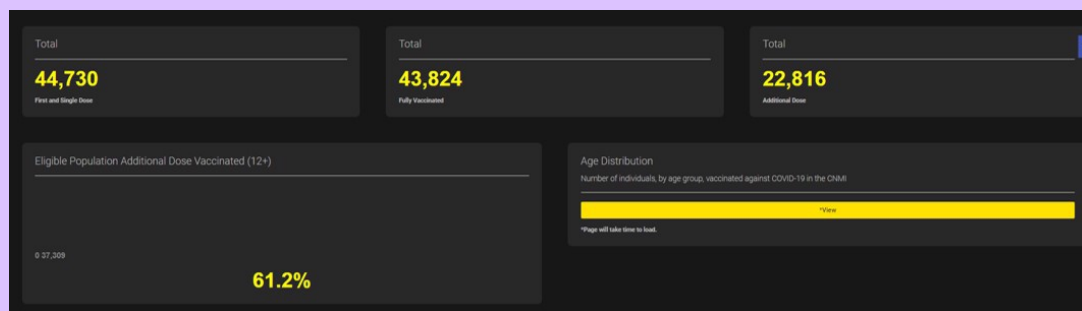 Total
44,730
First and Single Dose
Total
43,824
Fully Vaccinated
Total
22,816
Additional Dose
Eligible Population Additional Dose Vaccinated (12+)
0 37,309
61.2%
Age Distribution
Number of individuals, by age group, vaccinated against COVID-19 in the CNMI
*View
*Page will take time to load.